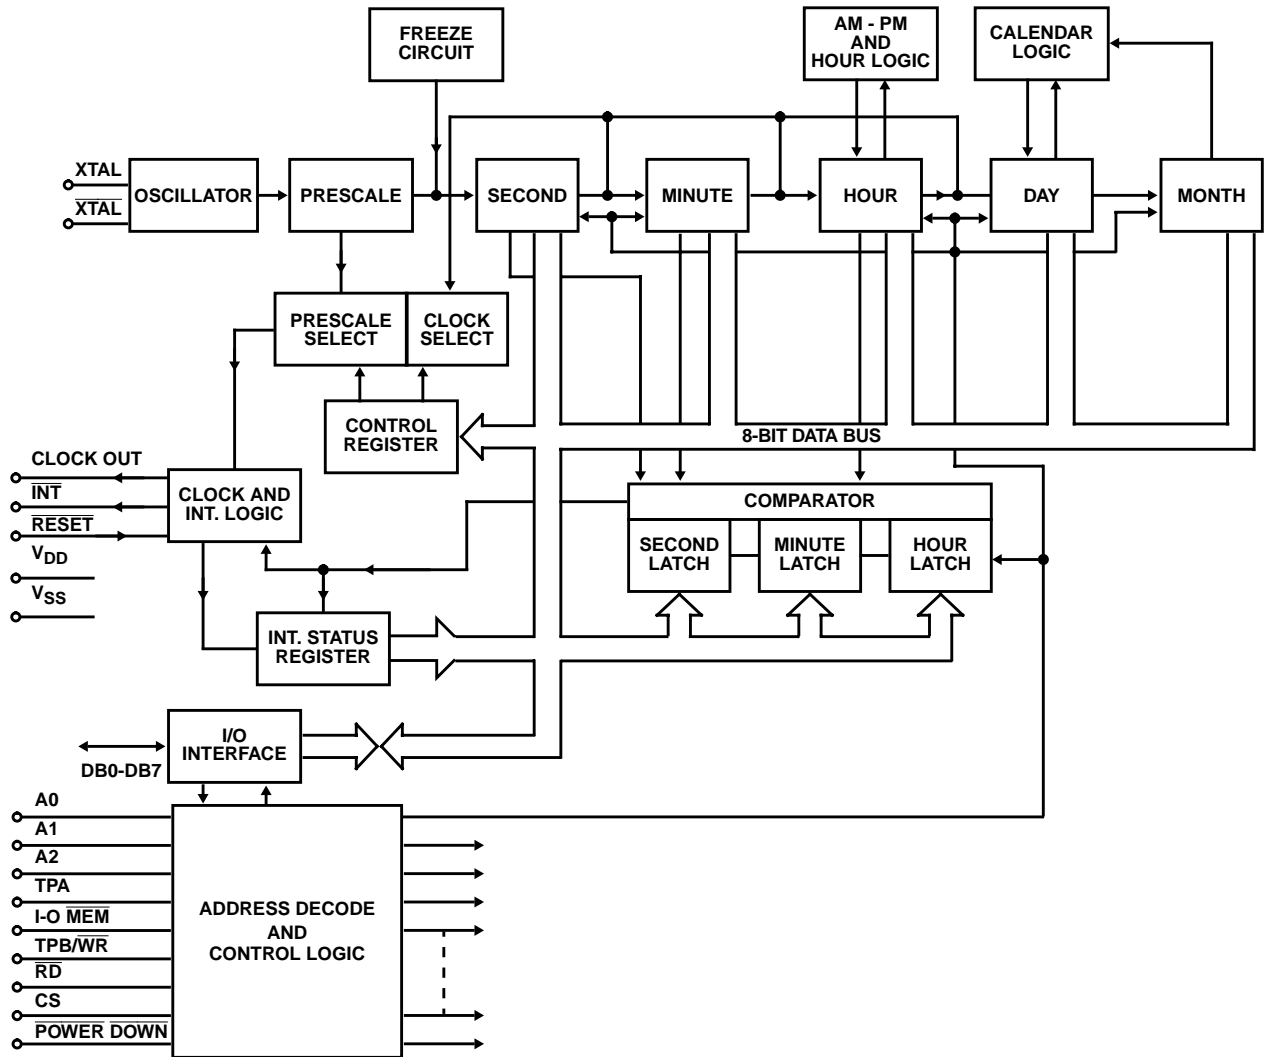 FREEZE
CIRCUIT
AM - PM
AND
HOUR LOGIC
CALENDAR
LOGIC
XTAL
XTAL
OSCILLATOR
PRESCALE
SECOND
MINUTE
HOUR
DAY
MONTH
PRESCALE
SELECT
CLOCK
SELECT
CONTROL
REGISTER
8-BIT DATA BUS
CLOCK OUT
INT
RESET
VDD
VSS
CLOCK AND
INT. LOGIC
COMPARATOR
SECOND
LATCH
MINUTE
LATCH
HOUR
LATCH
INT. STATUS
REGISTER
I/O
INTERFACE
DB0-DB7
A0
A1
A2
TPA
I-O MEM
TPB/WR
RD
CS
POWER DOWN
ADDRESS DECODE
AND
CONTROL LOGIC